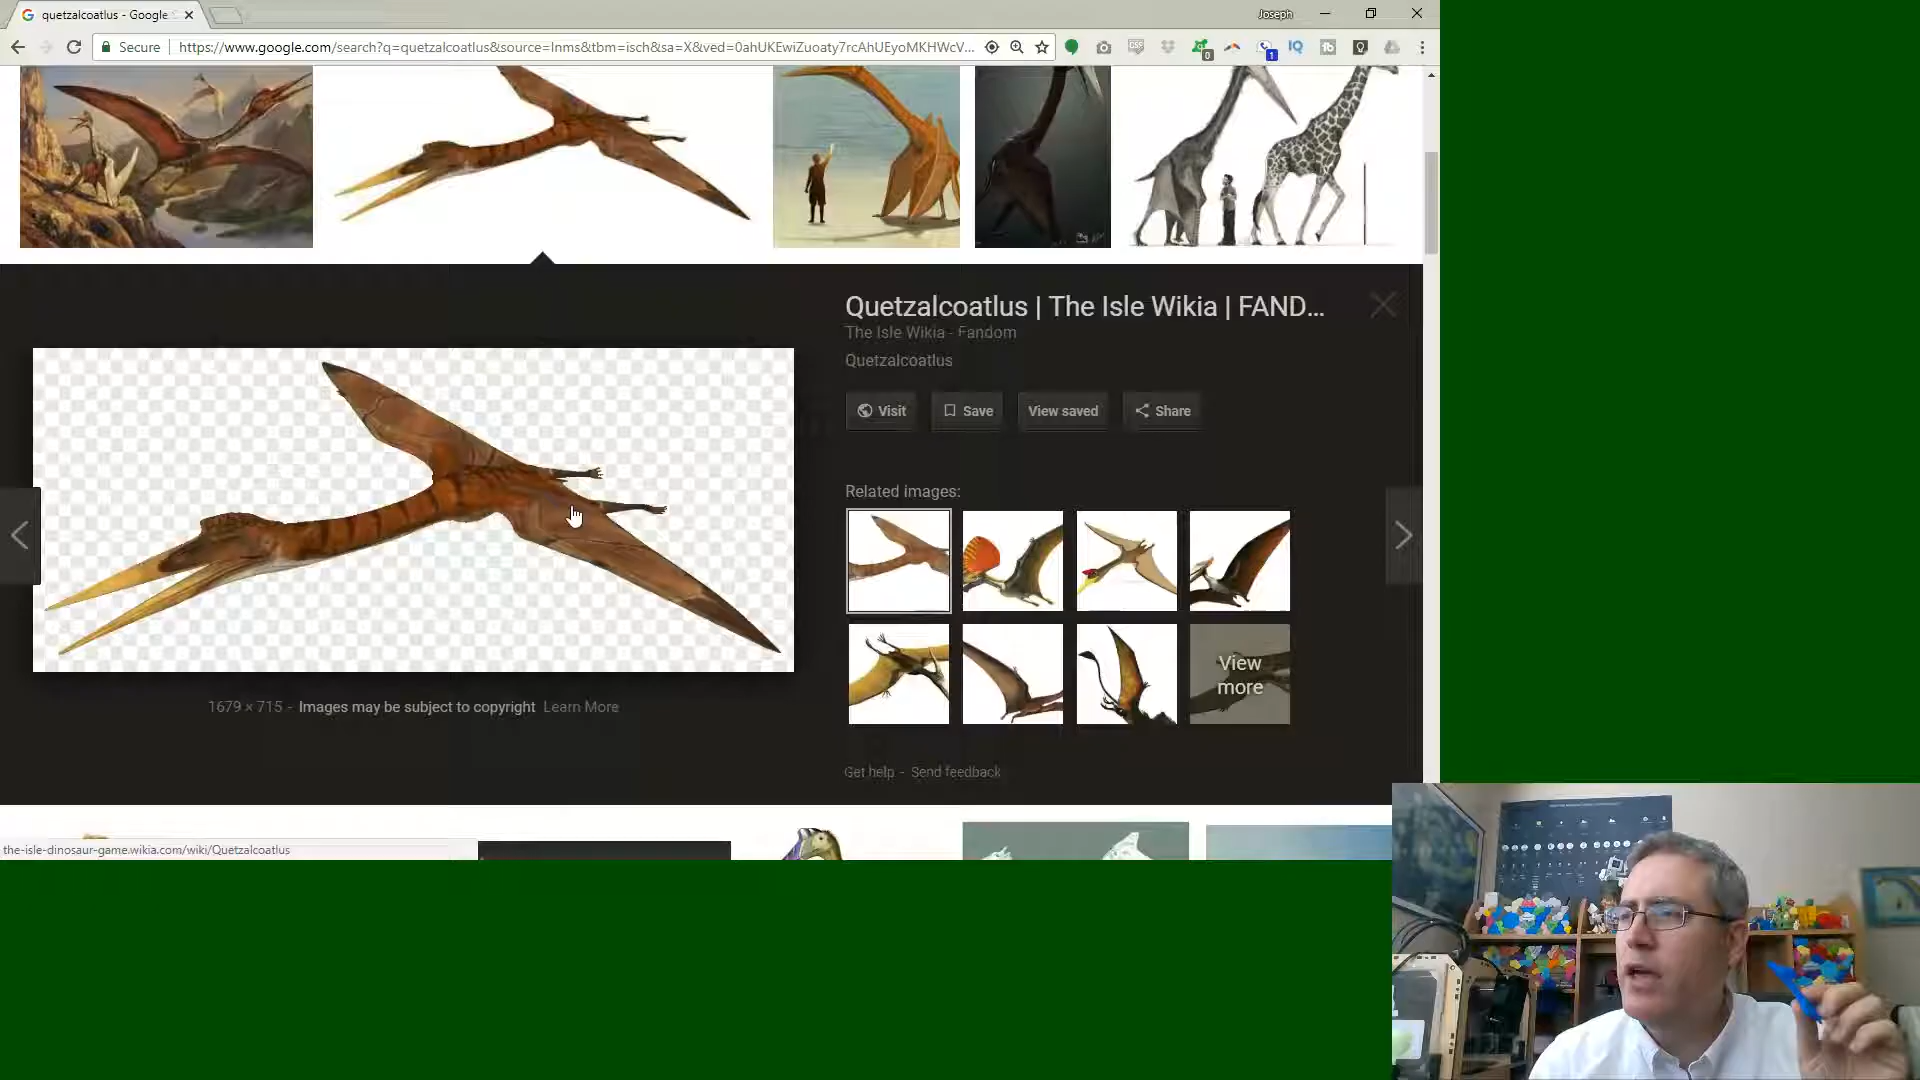 quetzalcoatlus - Google
Joseph
Secure
https://www.google.com/search?q=quetzalcoatlus&source=lnms&tbm=isch&sa=X&ved=0ahUKEwiZuoaty7rcAhUEyoMKHWcV...
0
1
Quetzalcoatlus | The Isle Wikia | FAND...
The Isle Wikia - Fandom
Quetzalcoatlus
Visit
Save
View saved
Share
Related images:
View
more
1679 × 715 - Images may be subject to copyright Learn More
Get help - Send feedback
the-isle-dinosaur-game.wikia.com/wiki/Quetzalcoatlus